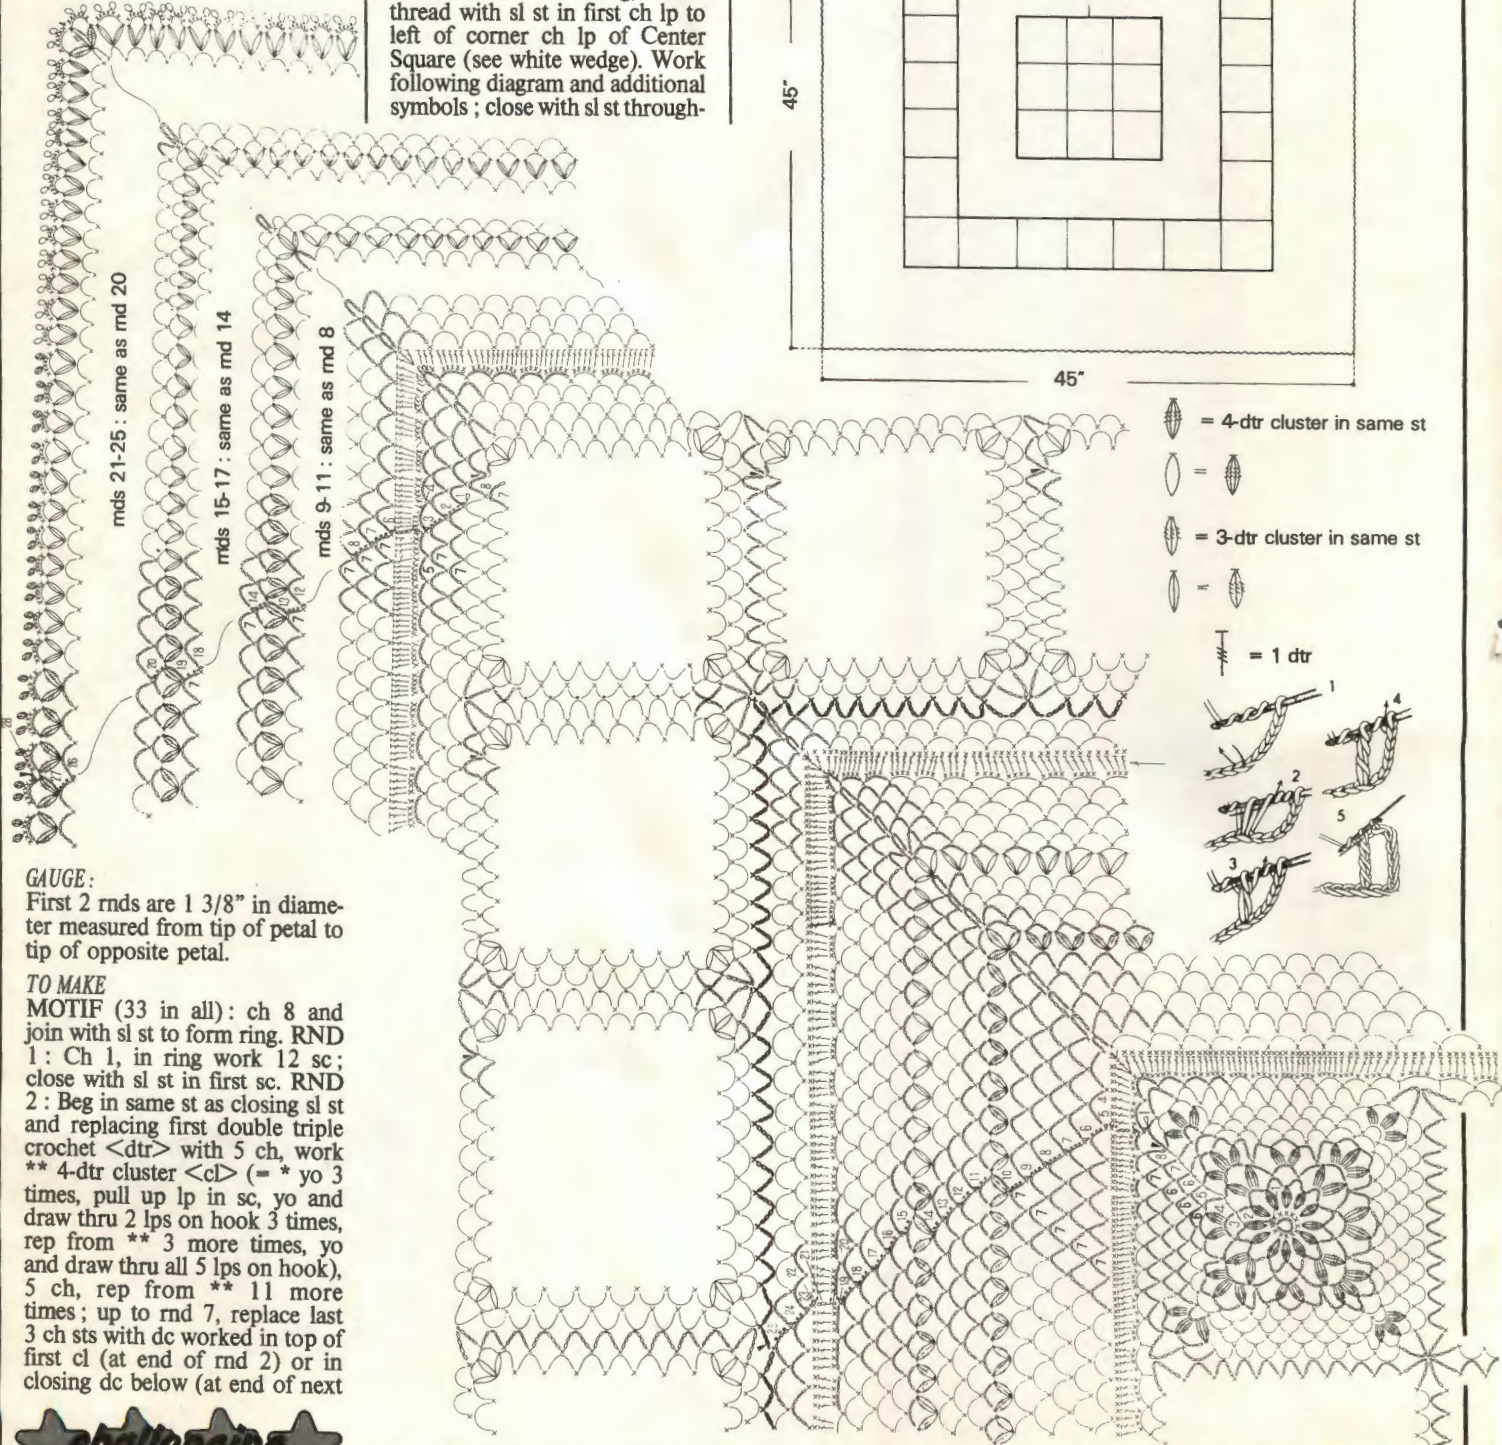 thread with sl st in first ch lp to
left of corner ch lp of Center
Square (see white wedge). Work
following diagram and additional
symbols ; close with sl st through-
45"
45"
rnds 21-25 : same as rnd 20
rnds 15-17 : same as rnd 14
rnds 9-11 : same as rnd 8
= 4-dtr cluster in same st
=
= 3-dtr cluster in same st
=
= 1 dtr
1
4
2
5
3
GAUGE:
First 2 rnds are 1 3/8" in diame-
ter measured from tip of petal to
tip of opposite petal.
TO MAKE
MOTIF (33 in all) : ch 8 and
join with sl st to form ring. RND
1 : Ch 1, in ring work 12 sc ;
close with sl st in first sc. RND
2 : Beg in same st as closing sl st
and replacing first double triple
crochet <dtr> with 5 ch, work
** 4-dtr cluster <cl> (= * yo 3
times, pull up lp in sc, yo and
draw thru 2 lps on hook 3 times,
rep from ** 3 more times, yo
and draw thru all 5 lps on hook),
5 ch, rep from ** 11 more
times ; up to rnd 7, replace last
3 ch sts with dc worked in top of
first cl (at end of rnd 2) or in
closing dc below (at end of next